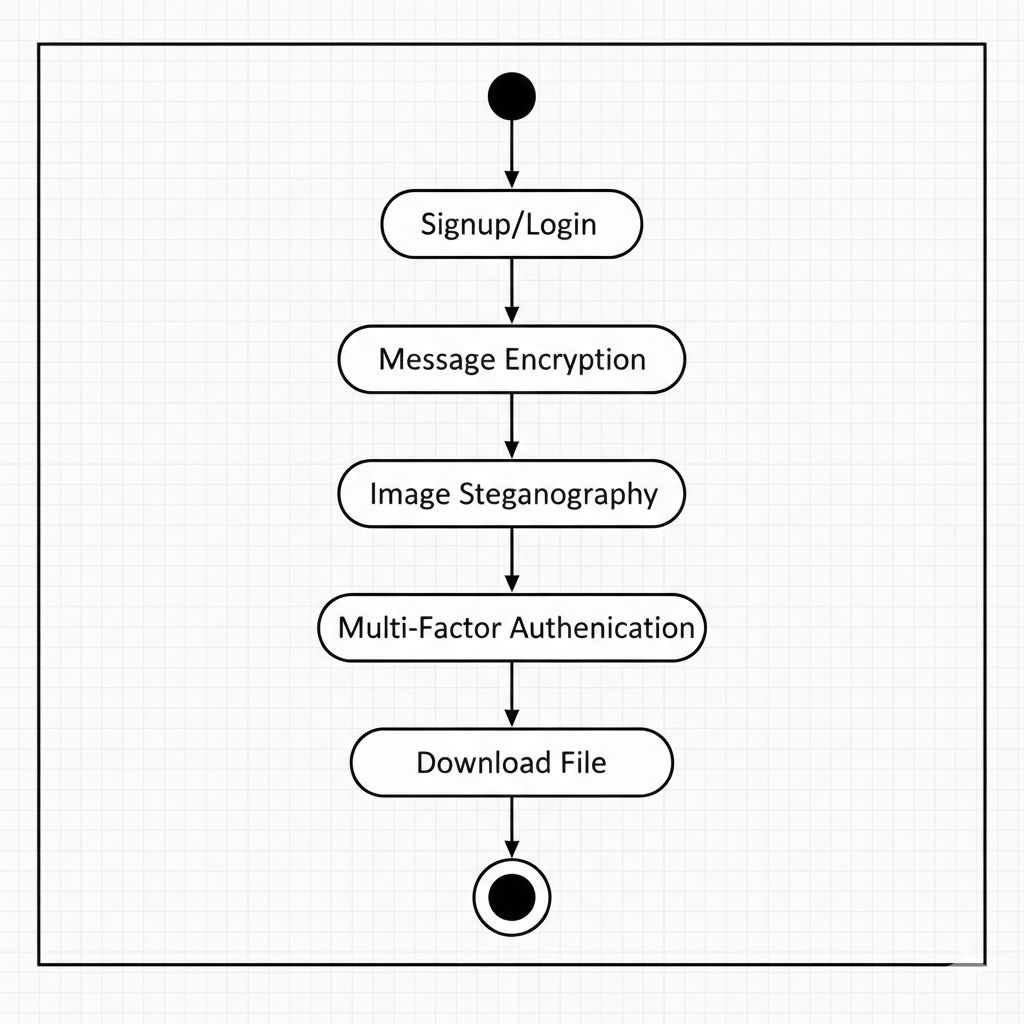 Signup/Login
Message Encryption
Image Steganography
Multi-Factor Authenication
Download File